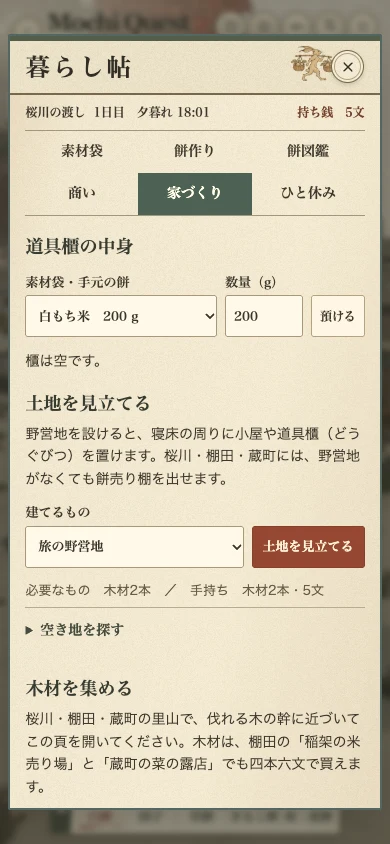 Mochi Quest
暮らし帖
×
桜川の渡し 1日目 夕暮れ 18:01 持ち銭 5文
素材袋 餅作り 餅図鑑
商い 家づくり ひと休み
道具櫃の中身
素材袋・手元の餅 数量（g）
白もち米 200 g 200 預ける
櫃は空です。
土地を見立てる
野営地を設けると、寝床の周りに小屋や道具櫃（どう
ぐびつ）を置けます。桜川・棚田・蔵町には、野営地
がなくても餅売り棚を出せます。
建てるもの
旅の野営地 土地を見立てる
必要なもの 木材2本 ／ 手持ち 木材2本・5文
▶ 空き地を探す
木材を集める
桜川・棚田・蔵町の里山で、伐れる木の幹に近づいて
この頁を開いてください。木材は、棚田の「稲架の米
売り場」と「蔵町の菜の露店」でも四本六文で買えま
す。